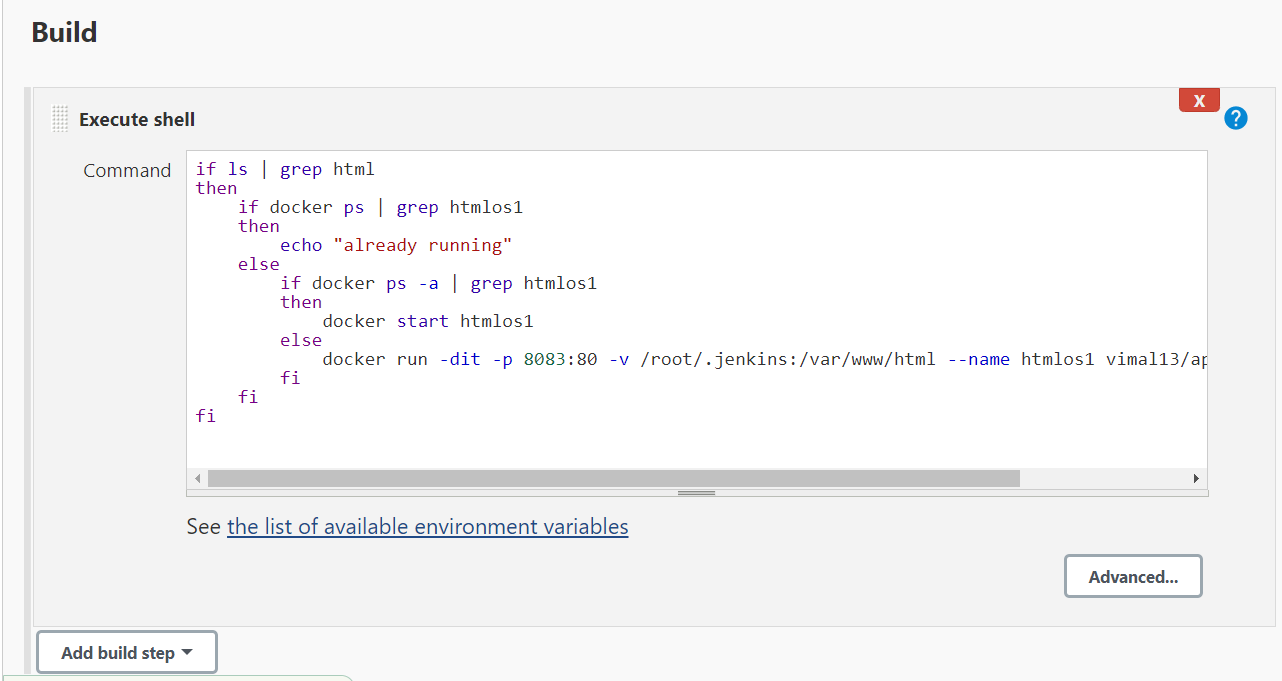 Build
X
Execute shell
?
Command
if ls | grep html
then
    if docker ps | grep htmlos1
    then
        echo "already running"
    else
        if docker ps -a | grep htmlos1
        then
            docker start htmlos1
        else
            docker run -dit -p 8083:80 -v /root/.jenkins:/var/www/html --name htmlos1 vimal13/ap
        fi
    fi
fi
See the list of available environment variables
Advanced...
Add build step